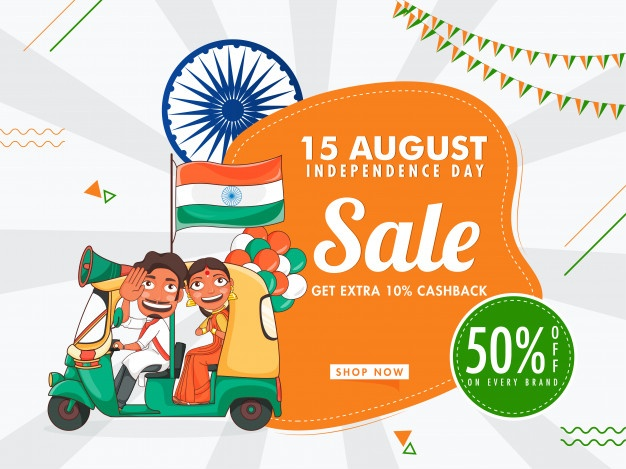 15 AUGUST
INDEPENDENCE DAY
Sale
GET EXTRA 10% CASHBACK
SHOP NOW
50% OFF
ON EVERY BRAND